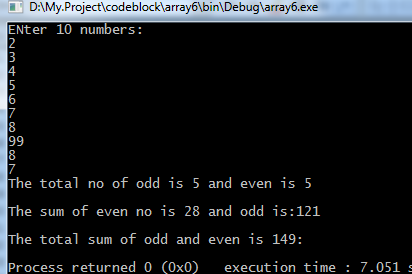 D:\My.Project\codeblock\array6\bin\Debug\array6.exe
ENter 10 numbers:
2
3
4
5
6
7
8
99
8
7
The total no of odd is 5 and even is 5
The sum of even no is 28 and odd is:121
The total sum of odd and even is 149:
Process returned 0 (0x0) execution time : 7.051 s